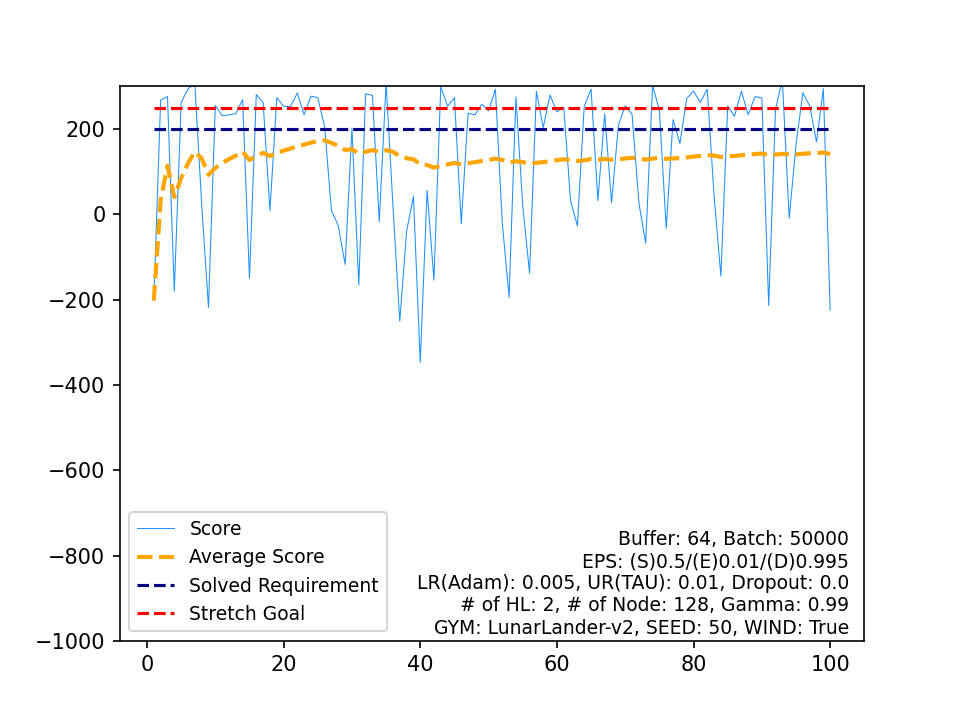 200
0
−200
−400
−600
−800
−1000
0
20
40
60
80
100
Score
Average Score
Solved Requirement
Stretch Goal
Buffer: 64, Batch: 50000
EPS: (S)0.5/(E)0.01/(D)0.995
LR(Adam): 0.005, UR(TAU): 0.01, Dropout: 0.0
# of HL: 2, # of Node: 128, Gamma: 0.99
GYM: LunarLander-v2, SEED: 50, WIND: True